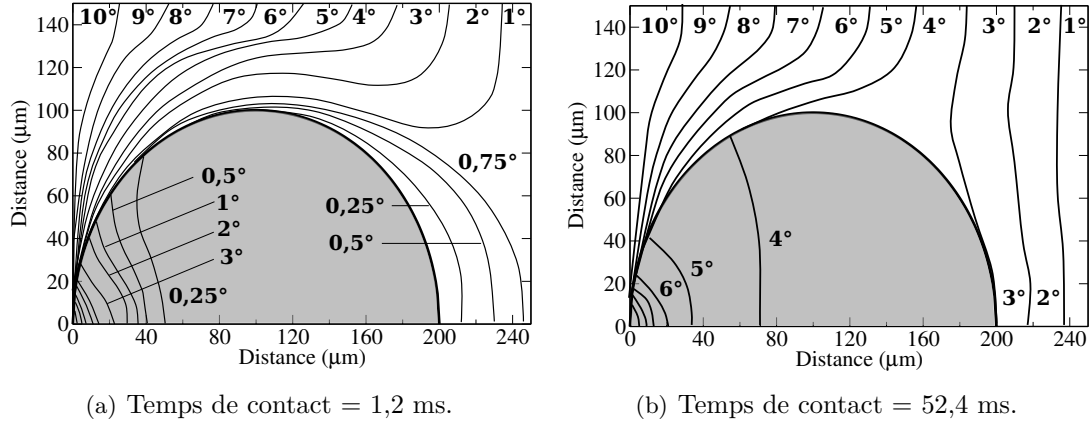 10° 9° 8° 7° 6° 5° 4° 3° 2° 1°
140
120
100
80
60
40
20
0
Distance (μm)
0,75°
0,5°
1°
2°
3°
0,25°
0,25°
0,5°
0 40 80 120 160 200 240
Distance (μm)
(a) Temps de contact = 1,2 ms.
10° 9° 8° 7° 6° 5° 4° 3° 2° 1°
140
120
100
80
60
40
20
0
Distance (μm)
4°
5°
6°
3° 2°
0 40 80 120 160 200 240
Distance (μm)
(b) Temps de contact = 52,4 ms.